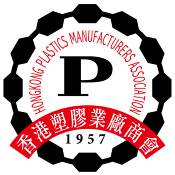 HONGKONG PLASTICS MANUFACTURERS ASSOCIATION
P
香港塑膠業廠商會
1957